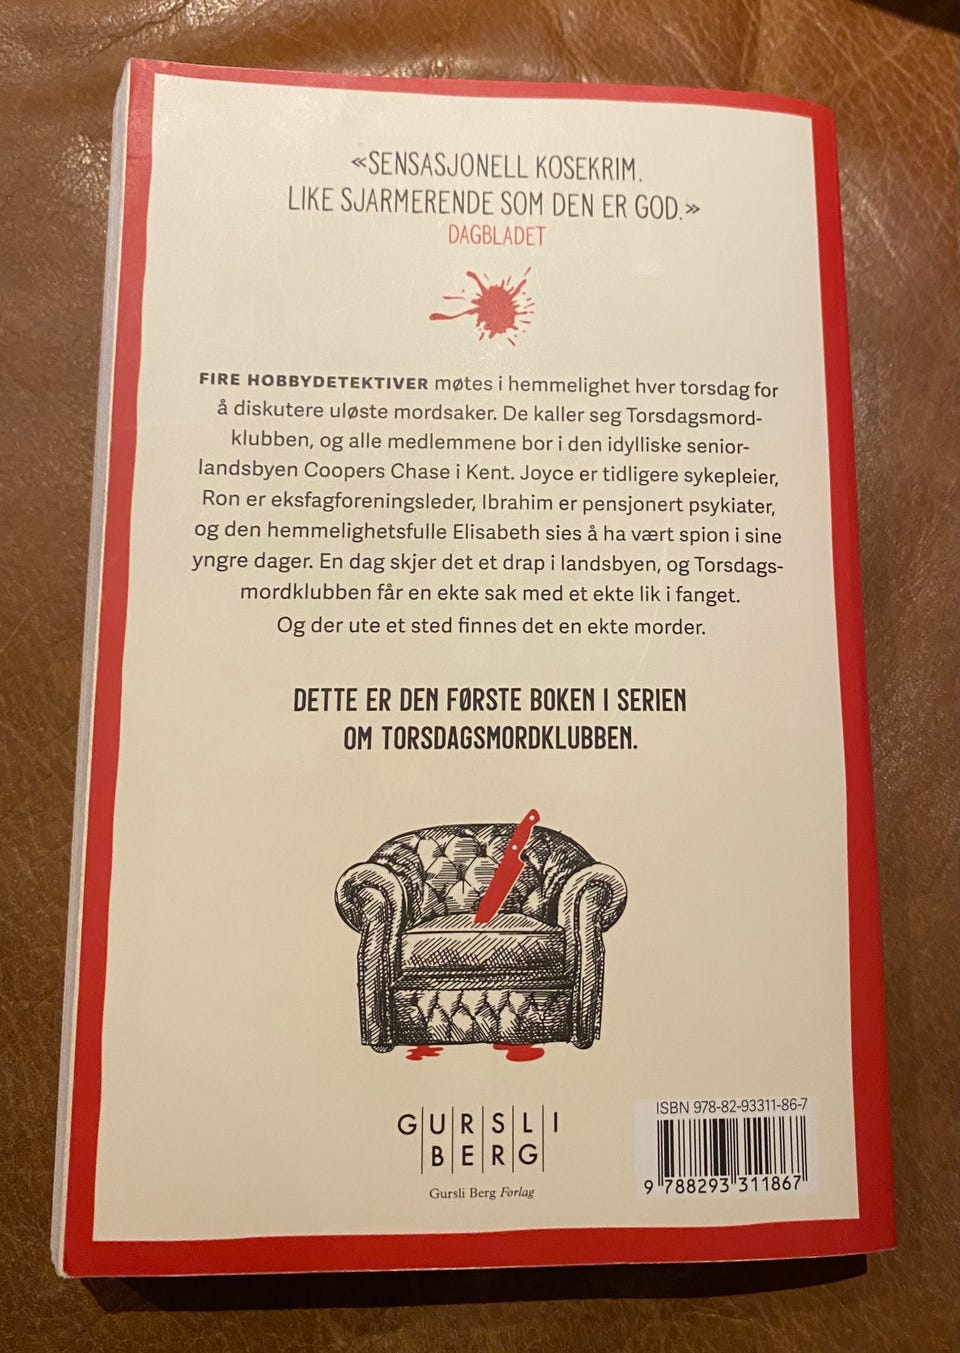 «SENSASJONELL KOSEKRIM.
LIKE SJARMERENDE SOM DEN ER GOD.»
DAGBLADET
FIRE HOBBYDETEKTIVER møtes i hemmelighet hver torsdag for
å diskutere uløste mordsaker. De kaller seg Torsdagsmord-
klubben, og alle medlemmene bor i den idylliske senior-
landsbyen Coopers Chase i Kent. Joyce er tidligere sykepleier,
Ron er eksfagforeningsleder, Ibrahim er pensjonert psykiater,
og den hemmelighetsfulle Elisabeth sies å ha vært spion i sine
yngre dager. En dag skjer det et drap i landsbyen, og Torsdags-
mordklubben får en ekte sak med et ekte lik i fanget.
Og der ute et sted finnes det en ekte morder.
DETTE ER DEN FØRSTE BOKEN I SERIEN
OM TORSDAGSMORDKLUBBEN.
GURSLI
BERG
Gursli Berg Forlag
ISBN 978-82-93311-86-7
9 788293 311867